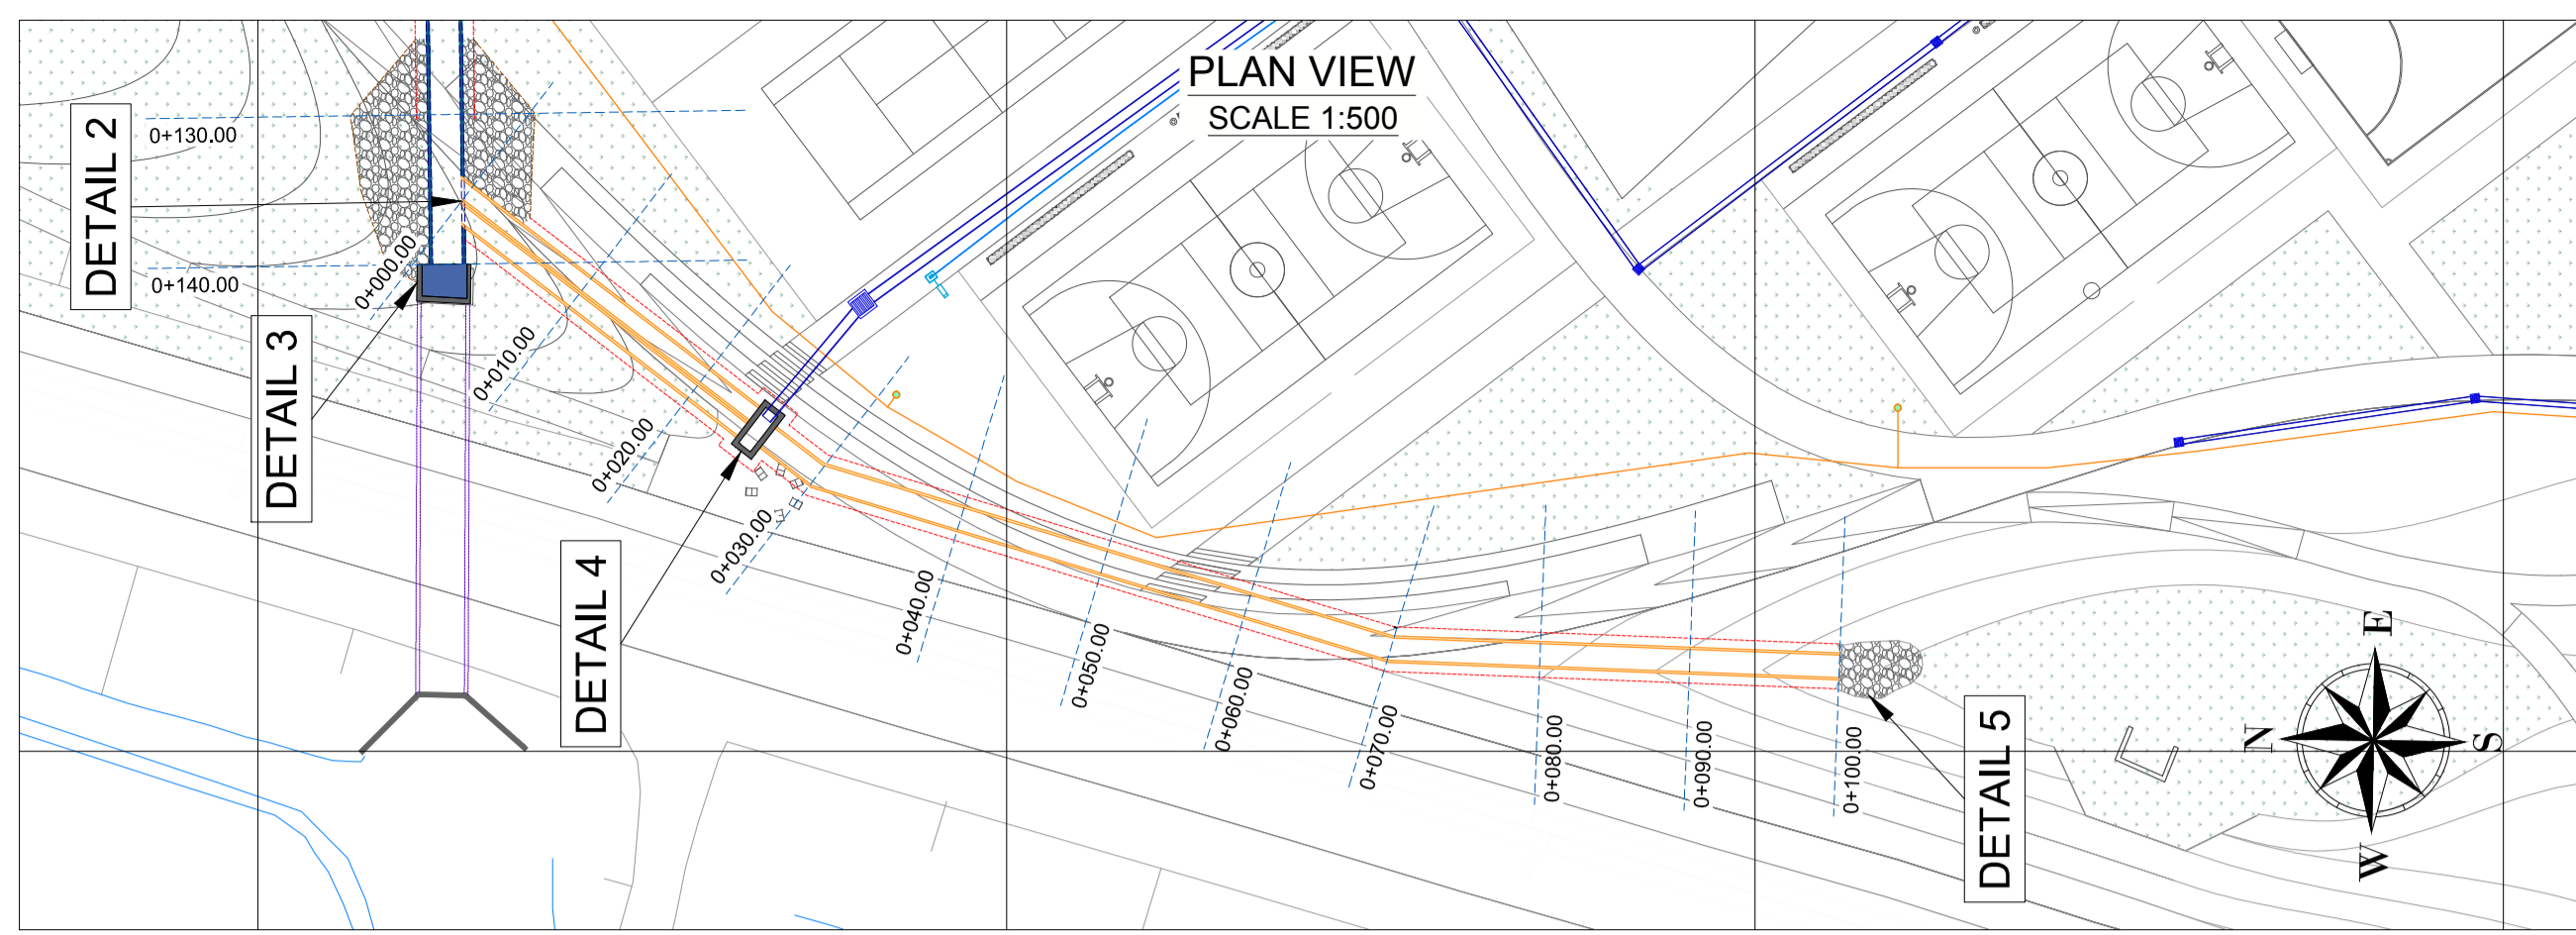 PLAN VIEW
SCALE 1:500
DETAIL 2
0+130.00
0+140.00
0+000.00
DETAIL 3
0+010.00
0+020.00
DETAIL 4
0+030.00
0+040.00
0+050.00
0+060.00
0+070.00
0+080.00
0+090.00
0+100.00
DETAIL 5
E
N
S
W